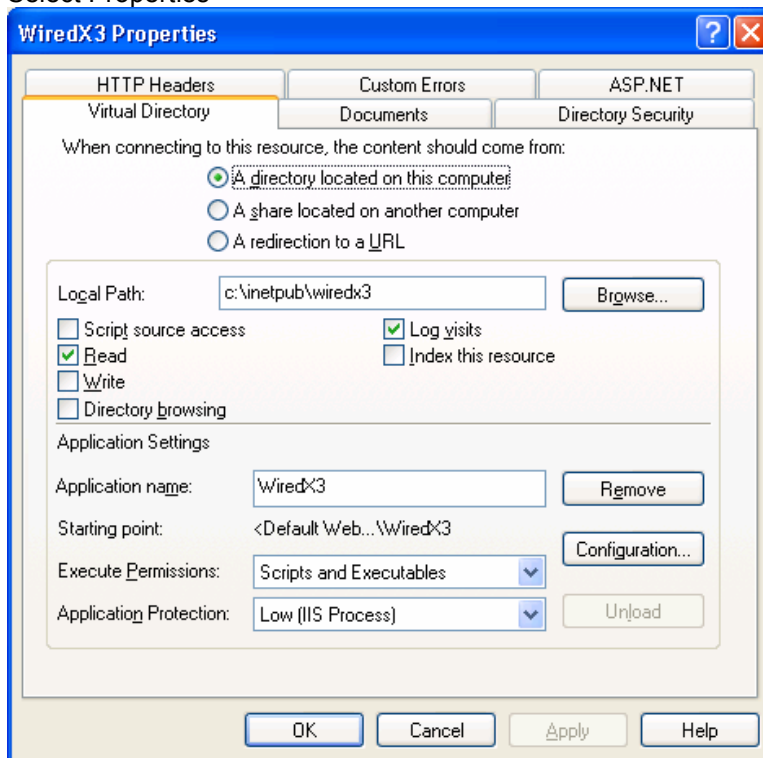 Select Properties
WiredX3 Properties
HTTP Headers Custom Errors ASP.NET
Virtual Directory Documents Directory Security
When connecting to this resource, the content should come from:
A directory located on this computer
A share located on another computer
A redirection to a URL
Local Path: c:\inetpub\wiredx3 Browse...
Script source access Log visits
Read Index this resource
Write
Directory browsing
Application Settings
Application name: WiredX3 Remove
Starting point: <Default Web...\WiredX3
Configuration...
Execute Permissions: Scripts and Executables
Application Protection: Low (IIS Process) Unload
OK Cancel Apply Help